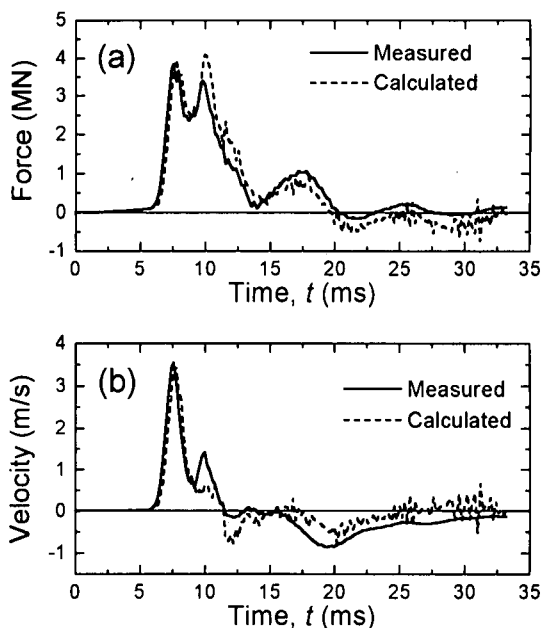 (a)
Measured
Calculated
Force (MN)
5
4
3
2
1
0
-1
0 5 10 15 20 25 30 35
Time, t (ms)
(b)
Measured
Calculated
Velocity (m/s)
4
3
2
1
0
-1
0 5 10 15 20 25 30 35
Time, t (ms)